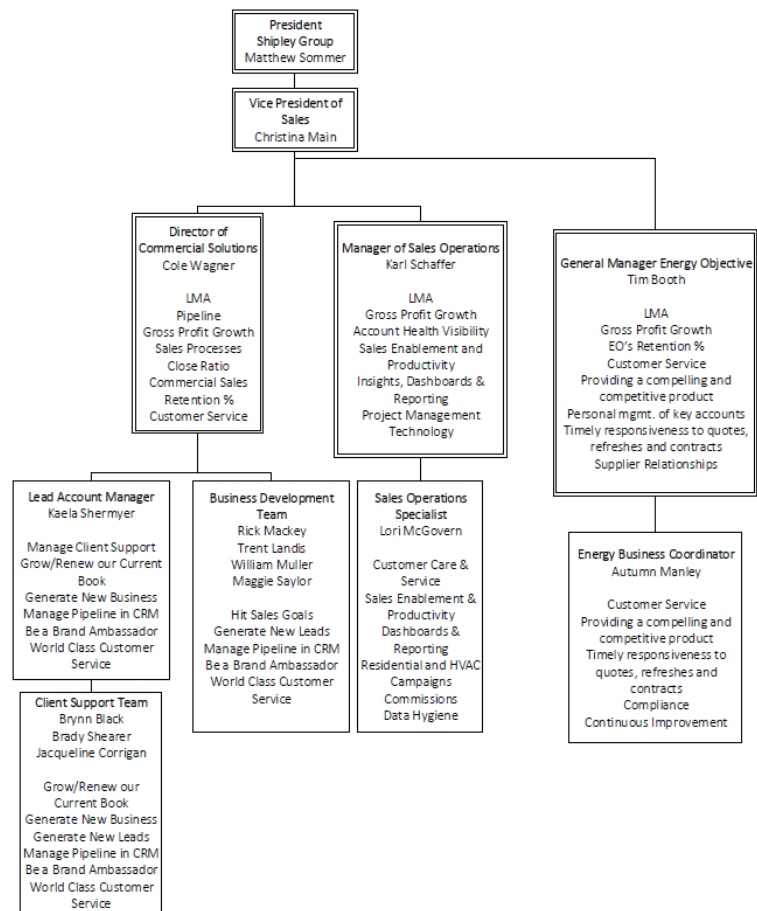 President
Shipley Group
Matthew Sommer
Vice President of
Sales
Christina Main
Director of
Commercial Solutions
Cole Wagner
LMA
Pipeline
Gross Profit Growth
Sales Processes
Close Ratio
Commercial Sales
Retention %
Customer Service
Manager of Sales Operations
Karl Schaffer
LMA
Gross Profit Growth
Account Health Visibility
Sales Enablement and
Productivity
Insights, Dashboards &
Reporting
Project Management
Technology
General Manager Energy Objective
Tim Booth
LMA
Gross Profit Growth
EO's Retention %
Customer Service
Providing a compelling and
competitive product
Personal mgmt. of key accounts
Timely responsiveness to quotes,
refreshes and contracts
Supplier Relationships
Lead Account Manager
Kaela Shermyer
Manage Client Support
Grow/Renew our Current
Book
Generate New Business
Manage Pipeline in CRM
Be a Brand Ambassador
World Class Customer
Service
Business Development
Team
Rick Mackey
Trent Landis
William Muller
Maggie Saylor
Hit Sales Goals
Generate New Leads
Manage Pipeline in CRM
Be a Brand Ambassador
World Class Customer
Service
Sales Operations
Specialist
Lori McGovern
Customer Care &
Service
Sales Enablement &
Productivity
Dashboards &
Reporting
Residential and HVAC
Campaigns
Commissions
Data Hygiene
Energy Business Coordinator
Autumn Manley
Customer Service
Providing a compelling and
competitive product
Timely responsiveness to
quotes, refreshes and
contracts
Compliance
Continuous Improvement
Client Support Team
Brynn Black
Brady Shearer
Jacqueline Corrigan
Grow/Renew our
Current Book
Generate New Business
Generate New Leads
Manage Pipeline in CRM
Be a Brand Ambassador
World Class Customer
Service